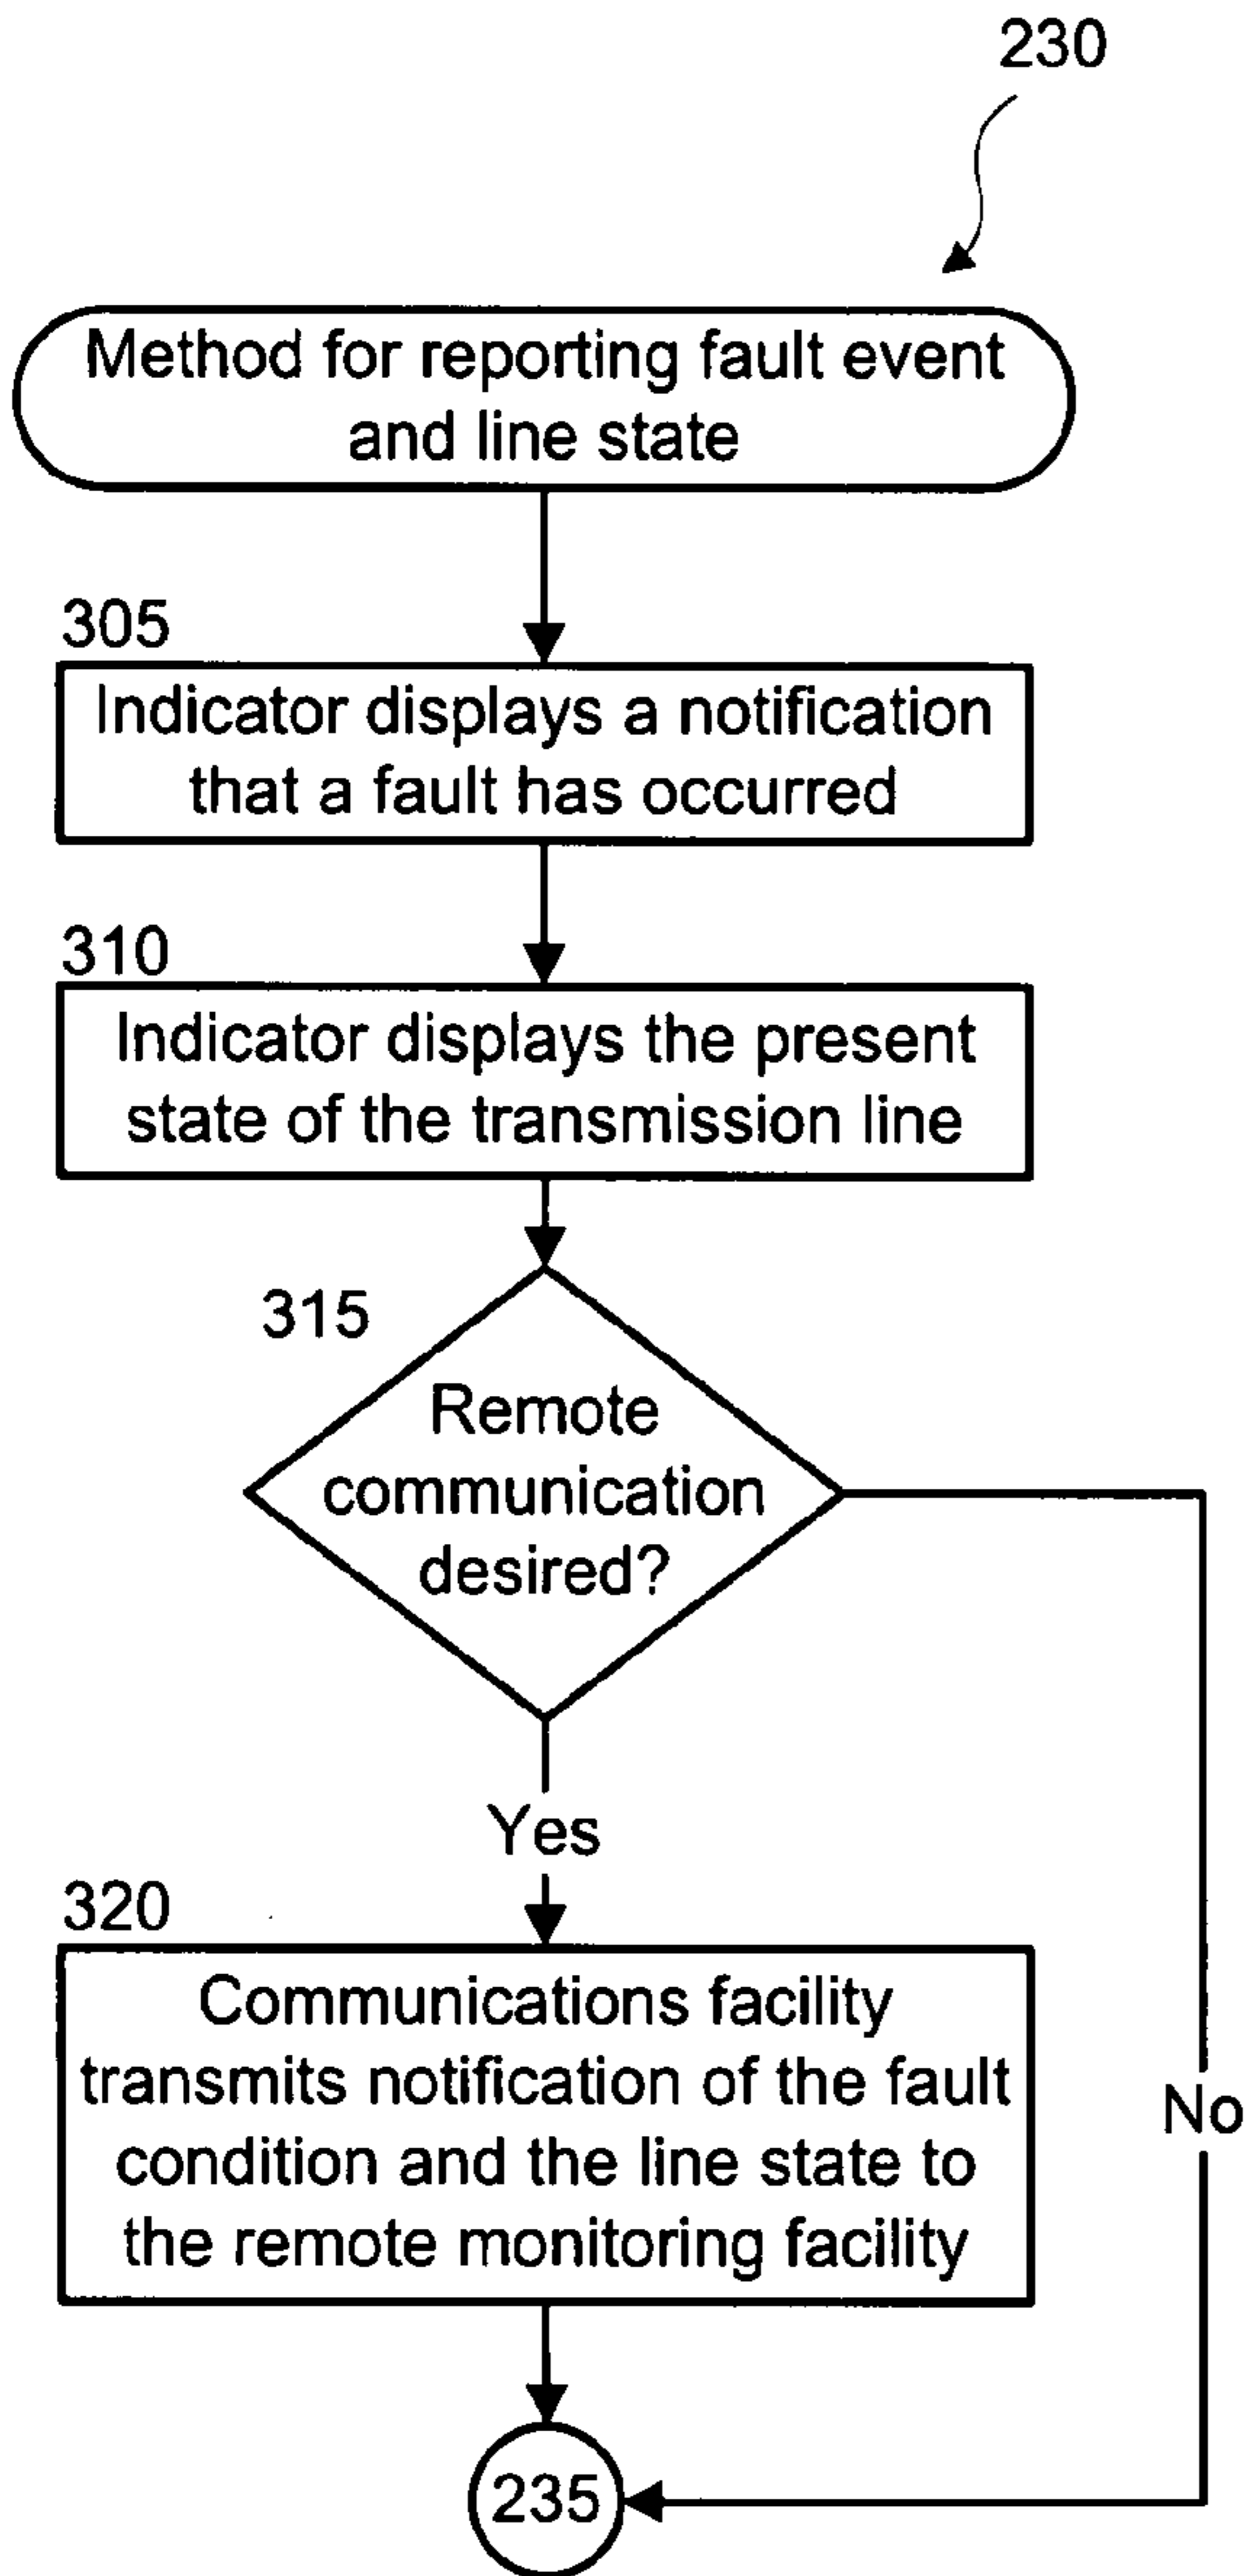 230
Method for reporting fault event
and line state
305
Indicator displays a notification
that a fault has occurred
310
Indicator displays the present
state of the transmission line
315
Remote
communication
desired?
Yes
320
Communications facility
transmits notification of the fault
condition and the line state to
the remote monitoring facility
No
235